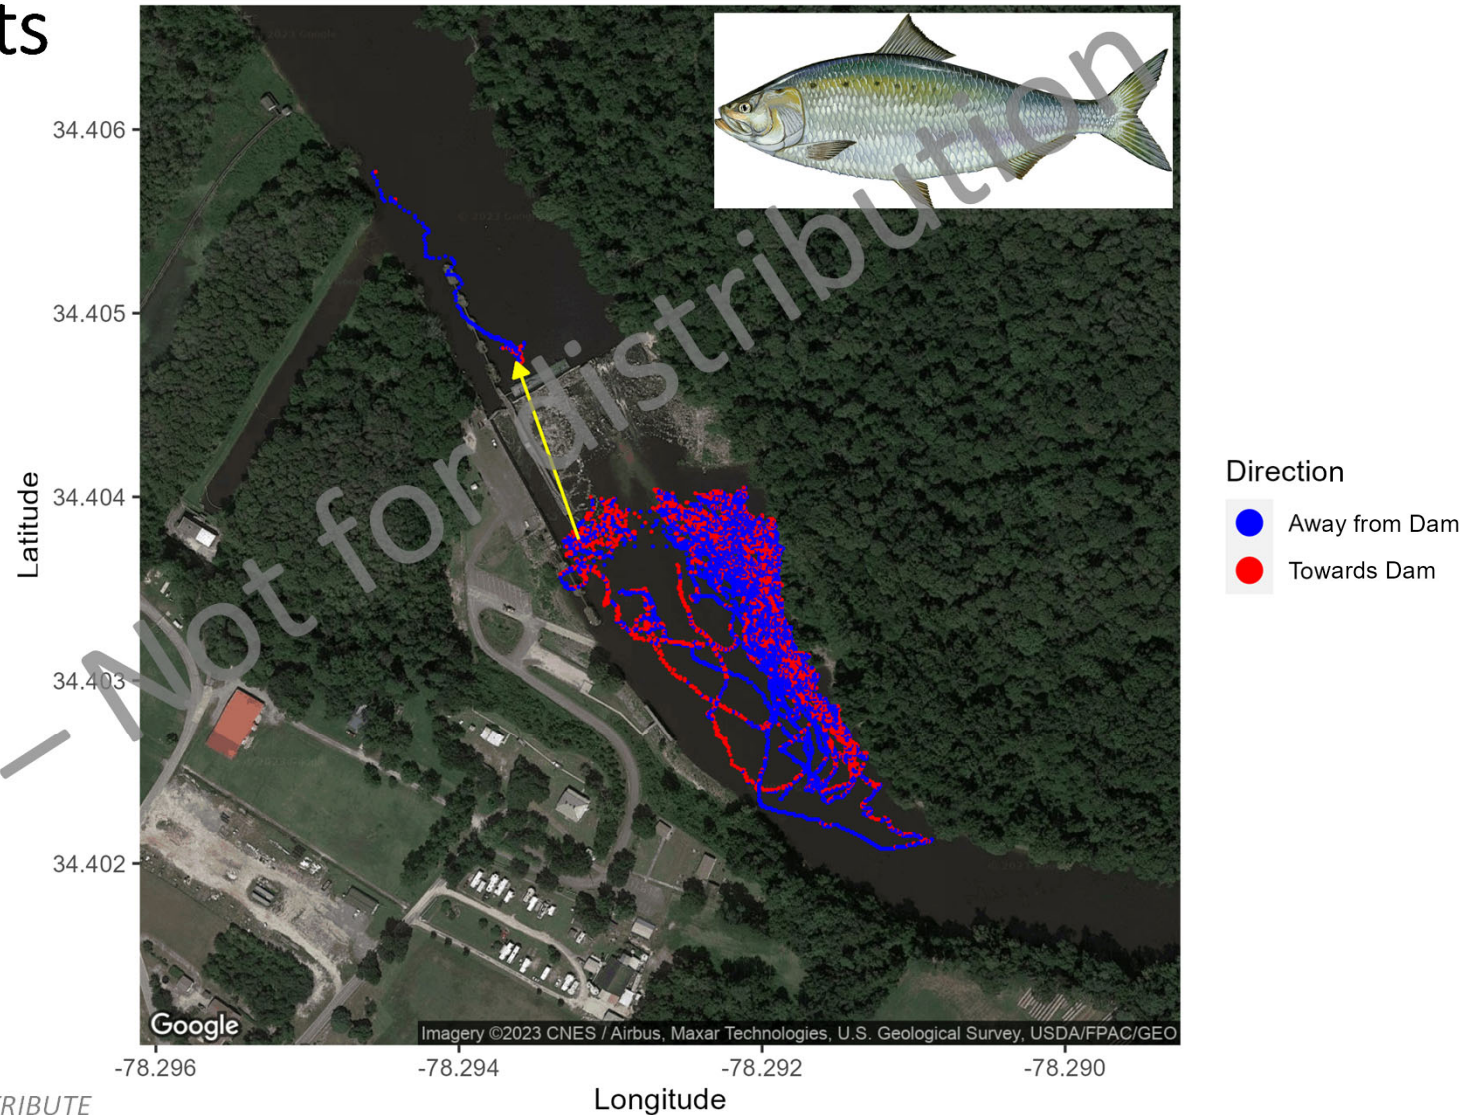 ts
34.406
34.405
34.404
34.403
34.402
Latitude
– Not for distribution
Direction
Away from Dam
Towards Dam
Google
Imagery ©2023 CNES / Airbus, Maxar Technologies, U.S. Geological Survey, USDA/FPAC/GEO
-78.296
-78.294
-78.292
-78.290
Longitude
TRIBUTE